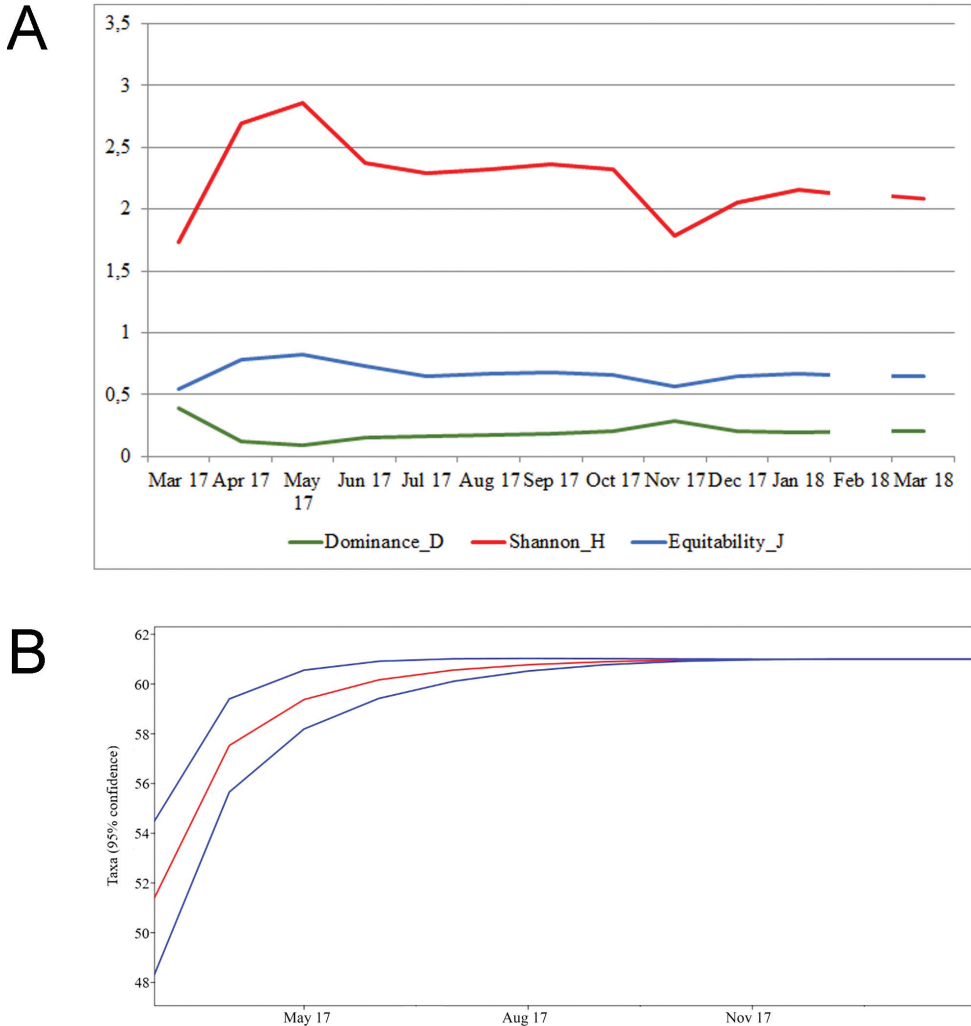 A
3,5
3
2,5
2
1,5
1
0,5
0
Mar 17 Apr 17 May 17 Jun 17 Jul 17 Aug 17 Sep 17 Oct 17 Nov 17 Dec 17 Jan 18 Feb 18 Mar 18
Dominance_D Shannon_H Equitability_J
B
Taxa (95% confidence)
62
60
58
56
54
52
50
48
May 17 Aug 17 Nov 17